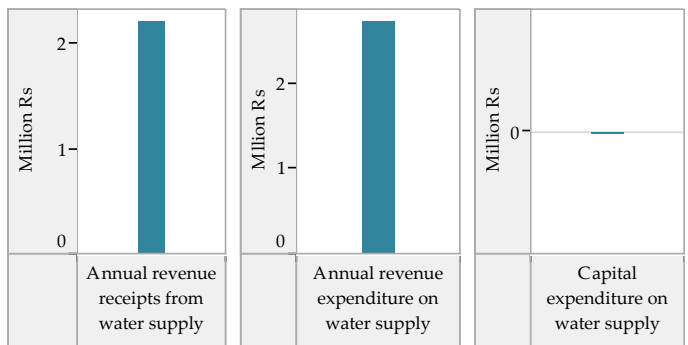 Million Rs
2
1
0
Annual revenue
receipts from
water supply
Mllion Rs
2
1
0
Annual revenue
expenditure on
water supply
Million Rs
0
Capital
expenditure on
water supply